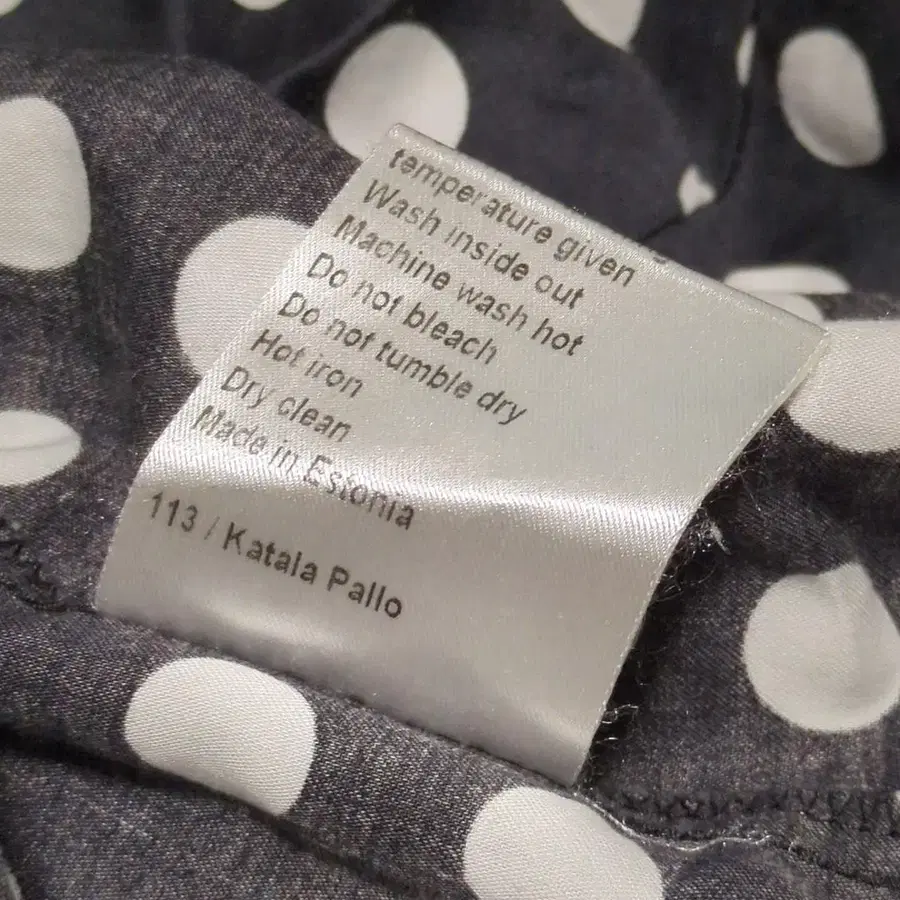 temperature given
Wash inside out
Machine wash hot
Do not bleach
Do not tumble dry
Hot iron
Dry clean
Made in Estonia
113 / Kataia Pallo